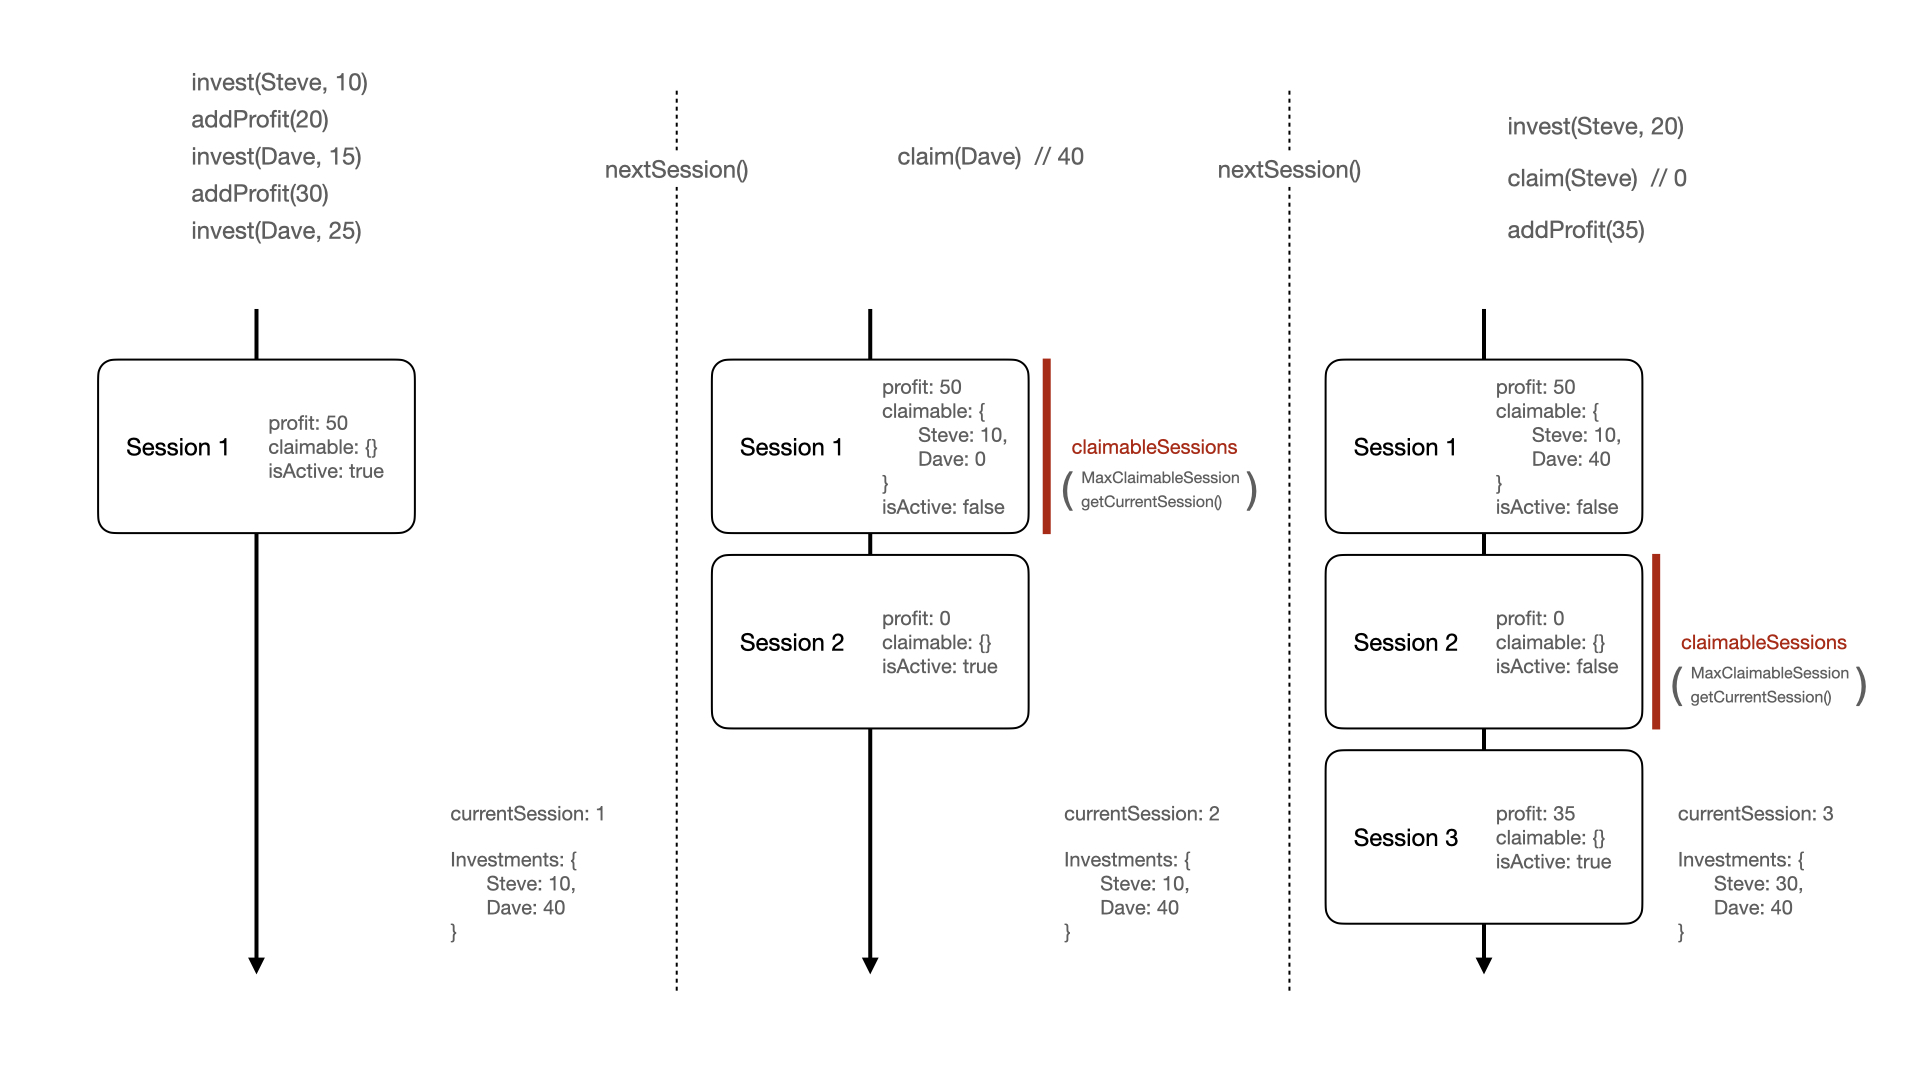 invest(Steve, 10)
addProfit(20)
invest(Dave, 15)
addProfit(30)
invest(Dave, 25)
Session 1
profit: 50
claimable: {}
isActive: true
currentSession: 1
Investments: {
Steve: 10,
Dave: 40
}
nextSession()
claim(Dave) // 40
Session 1
profit: 50
claimable: {
Steve: 10,
Dave: 0
}
isActive: false
claimableSessions
( MaxClaimableSession
getCurrentSession() )
Session 2
profit: 0
claimable: {}
isActive: true
currentSession: 2
Investments: {
Steve: 10,
Dave: 40
}
nextSession()
invest(Steve, 20)
claim(Steve) // 0
addProfit(35)
Session 1
profit: 50
claimable: {
Steve: 10,
Dave: 40
}
isActive: false
Session 2
profit: 0
claimable: {}
isActive: false
claimableSessions
( MaxClaimableSession
getCurrentSession() )
Session 3
profit: 35
claimable: {}
isActive: true
currentSession: 3
Investments: {
Steve: 30,
Dave: 40
}